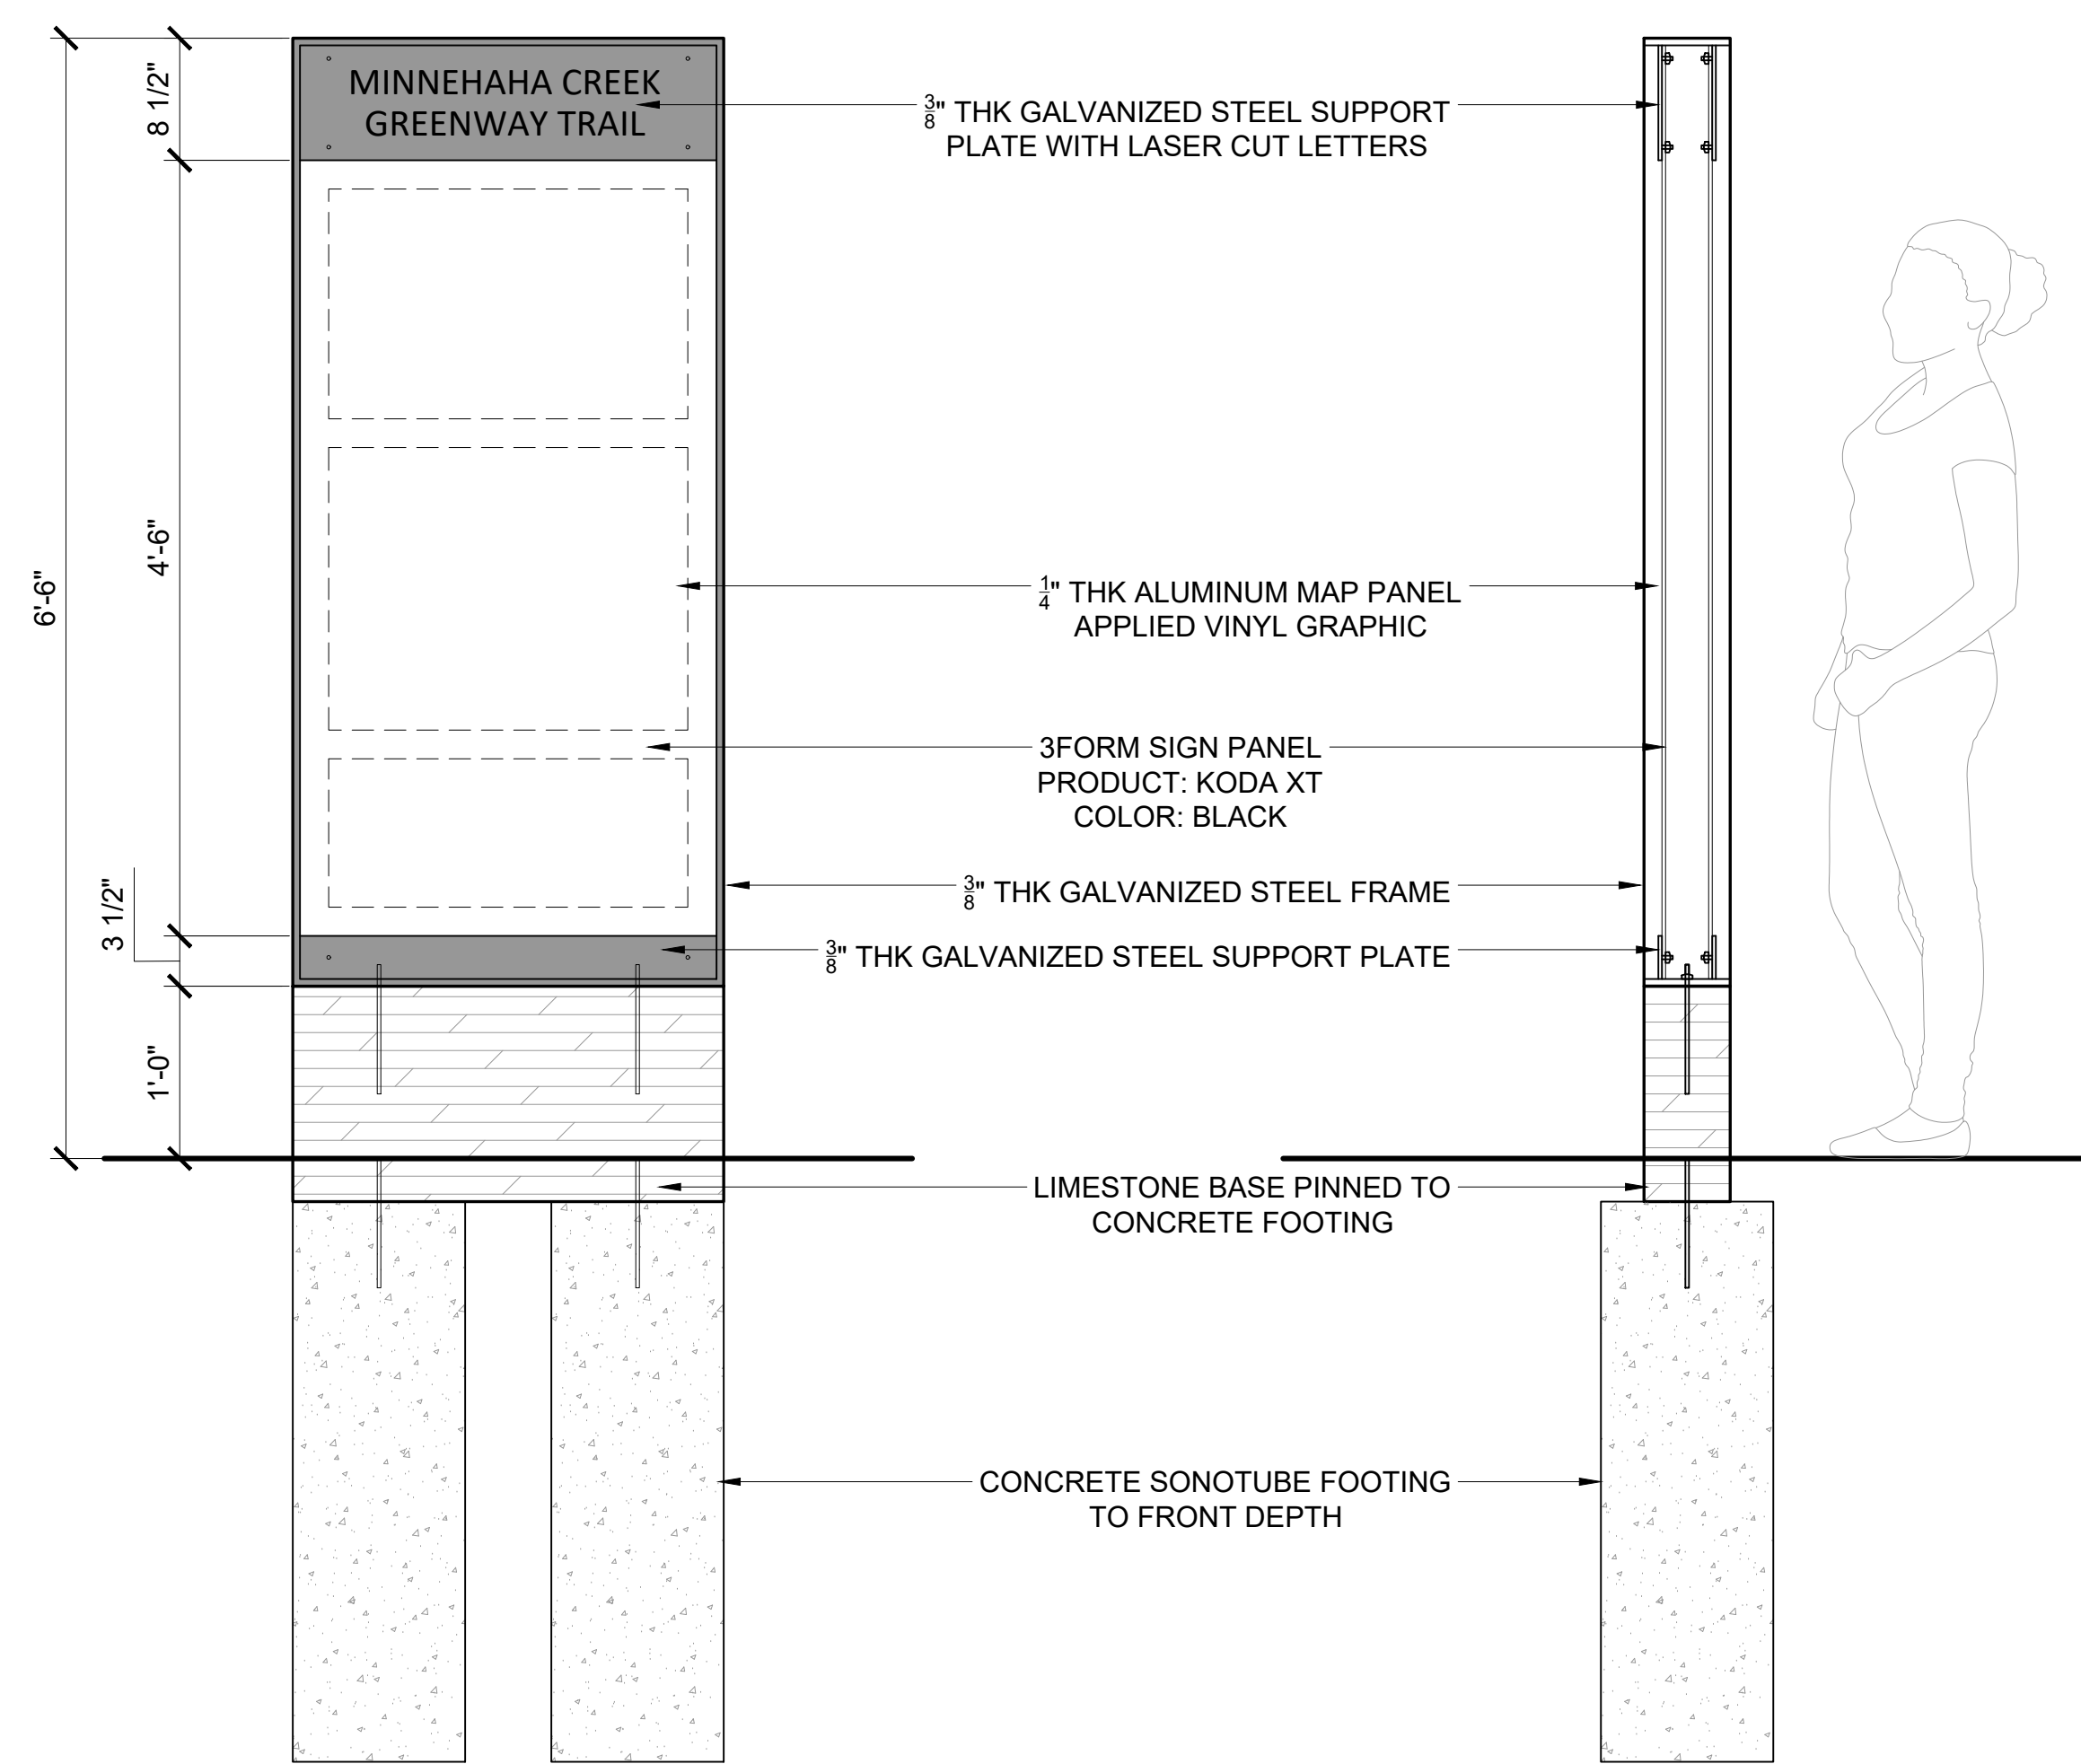 MINNEHAHA CREEK
GREENWAY TRAIL
8 1/2"
4'-6"
6'-6"
3 1/2"
1'-0"
3/8" THK GALVANIZED STEEL SUPPORT
PLATE WITH LASER CUT LETTERS
1/4" THK ALUMINUM MAP PANEL
APPLIED VINYL GRAPHIC
3FORM SIGN PANEL
PRODUCT: KODA XT
COLOR: BLACK
3/8" THK GALVANIZED STEEL FRAME
3/8" THK GALVANIZED STEEL SUPPORT PLATE
LIMESTONE BASE PINNED TO
CONCRETE FOOTING
CONCRETE SONOTUBE FOOTING
TO FRONT DEPTH